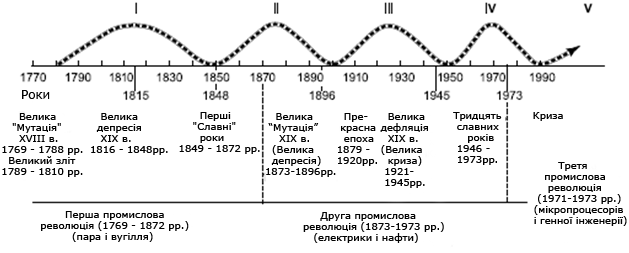 I II III IV V
1770 1790 1810 1830 1850 1870 1890 1910 1930 1950 1970 1990
Роки 1815 1848 1896 1945 1973
Велика
"Мутація"
XVIII в.
1769 - 1788 рр.
Великий зліт
1789 - 1810 рр.
Велика
депресія
XIX в.
1816 - 1848рр.
Перші
"Славні"
роки
1849 - 1872 рр.
Велика
“Мутація”
XIX в.
(Велика
депресія)
1873-1896рр.
Пре-
красна
епоха
1879 -
1920рр.
Велика
дефляція
XIX в.
(Велика
криза)
1921-
1945рр.
Тридцять
славних
років
1946 -
1973рр.
Криза
Третя
промислова
революція
(1971-1973 рр.)
(мікропроцесорів
і генної інженерії)
Перша промислова
революція (1769 - 1872 рр.)
(пара і вугілля)
Друга промислова
революція (1873-1973 рр.)
(електрики і нафти)